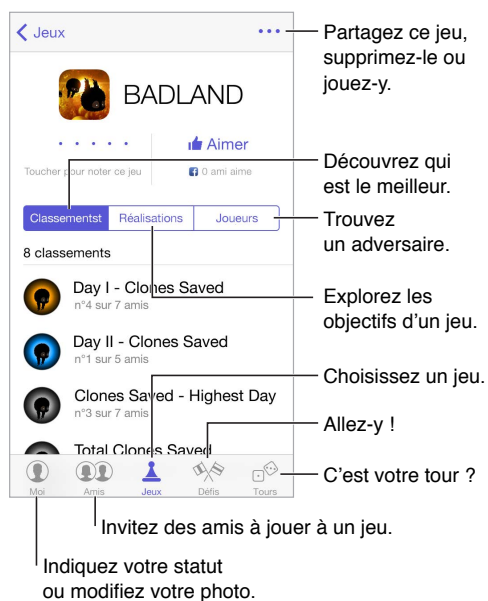 Jeux
Partagez ce jeu,
supprimez-le ou
jouez-y.
BADLAND
Aimer
Toucher pour noter ce jeu
0 ami aime
Découvrez qui
est le meilleur.
Classementst
Réalisations
Joueurs
Trouvez
un adversaire.
8 classements
Day I - Clones Saved
n°4 sur 7 amis
Explorez les
objectifs d'un jeu.
Day II - Clones Saved
n°1 sur 5 amis
Clones Saved - Highest Day
n°3 sur 7 amis
Choisissez un jeu.
Total Clones Saved
Allez-y !
Moi
Amis
Jeux
Défis
Tours
C'est votre tour ?
Invitez des amis à jouer à un jeu.
Indiquez votre statut
ou modifiez votre photo.